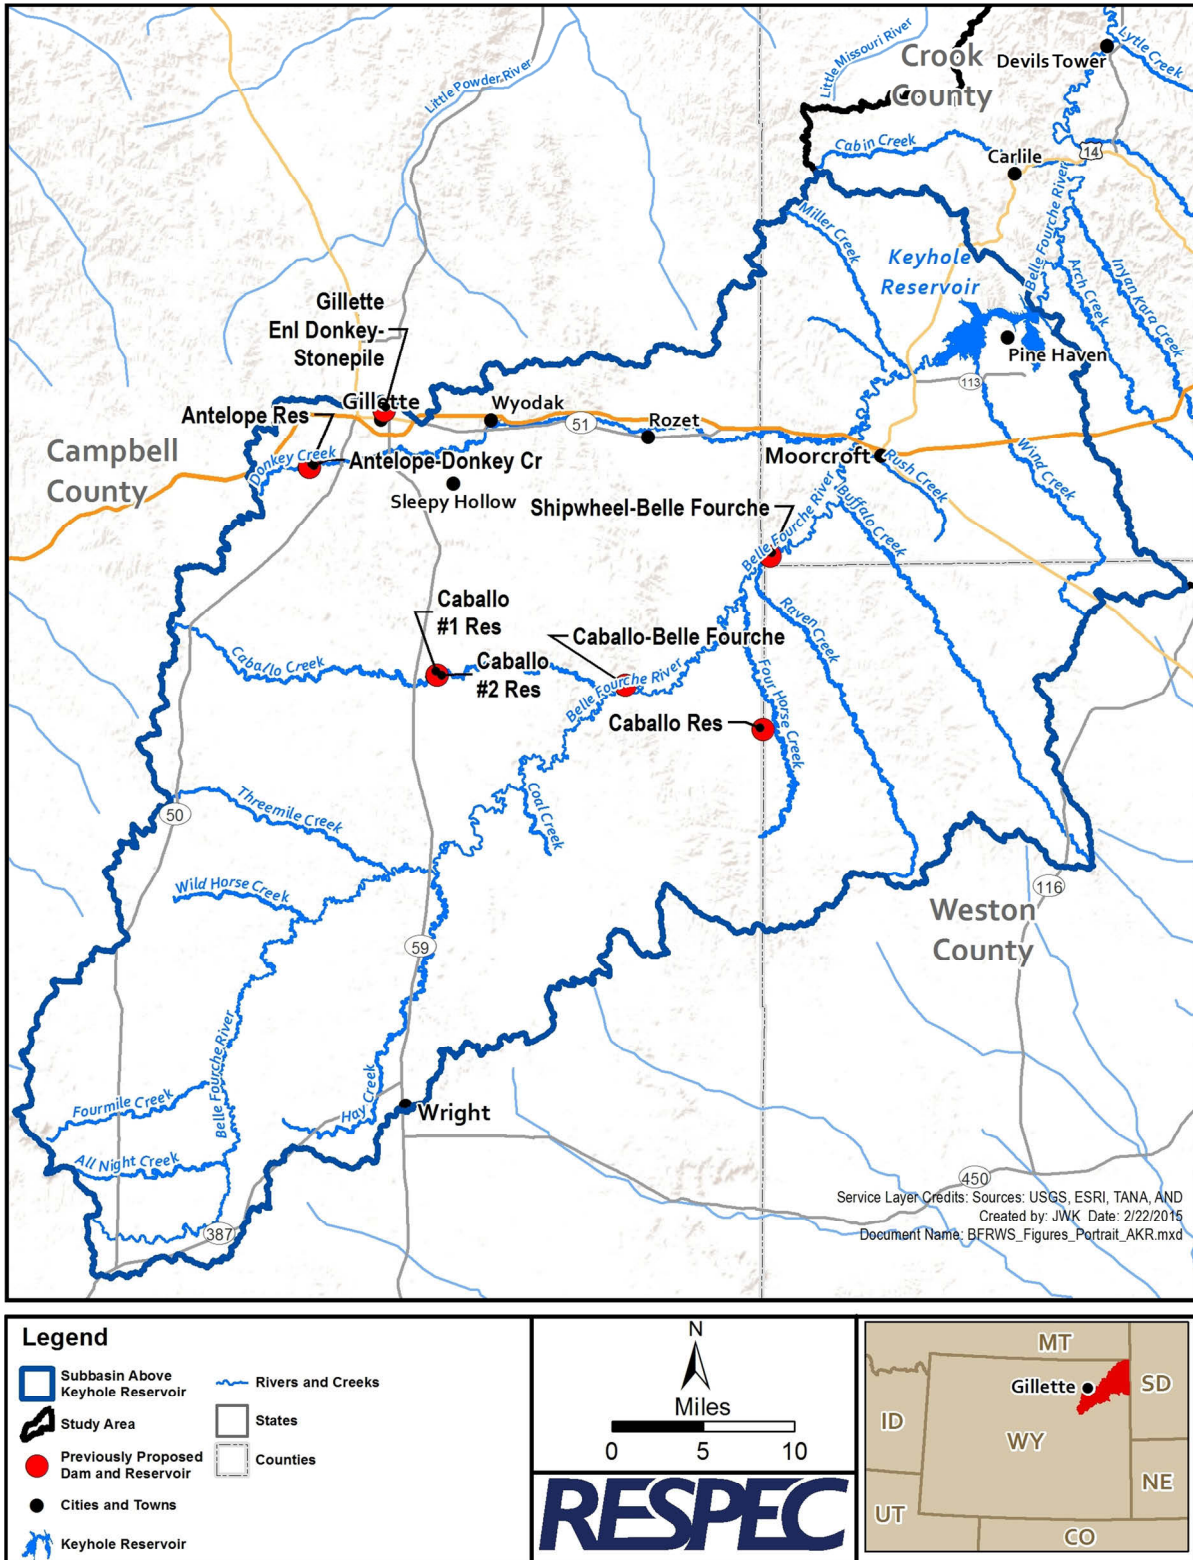 Little Powder River
Little Missouri River
Crook
County
Devils Tower
Lytle Creek
Cabin Creek
Carlile
14
Miller Creek
Belle Fourche River
Keyhole
Reservoir
Arch Creek
Inyan Kara Creek
Pine Haven
113
Gillette
Enl Donkey-
Stonepile
Gillette
Antelope Res
Wyodak
51
Rozet
Moorcroft
Rush Creek
Wind Creek
Campbell
County
Donkey Creek
Antelope-Donkey Cr
Sleepy Hollow
Shipwheel-Belle Fourche
Belle Fourche River
Buffalo Creek
Caballo
#1 Res
Caballo
#2 Res
Caballo-Belle Fourche
Raven Creek
Caballo Creek
Belle Fourche River
Four Horse Creek
Caballo Res
Coal Creek
50
Threemile Creek
Wild Horse Creek
116
Weston
County
59
Belle Fourche River
Fourmile Creek
Hay Creek
Wright
All Night Creek
450
387
Service Layer Credits: Sources: USGS, ESRI, TANA, AND
Created by: JWK Date: 2/22/2015
Document Name: BFRWS_Figures_Portrait_AKR.mxd
Legend
Subbasin Above
Keyhole Reservoir
Study Area
Previously Proposed
Dam and Reservoir
Cities and Towns
Keyhole Reservoir
Rivers and Creeks
States
Counties
N
Miles
0 5 10
RESPEC
MT
Gillette
SD
ID
WY
NE
UT
CO